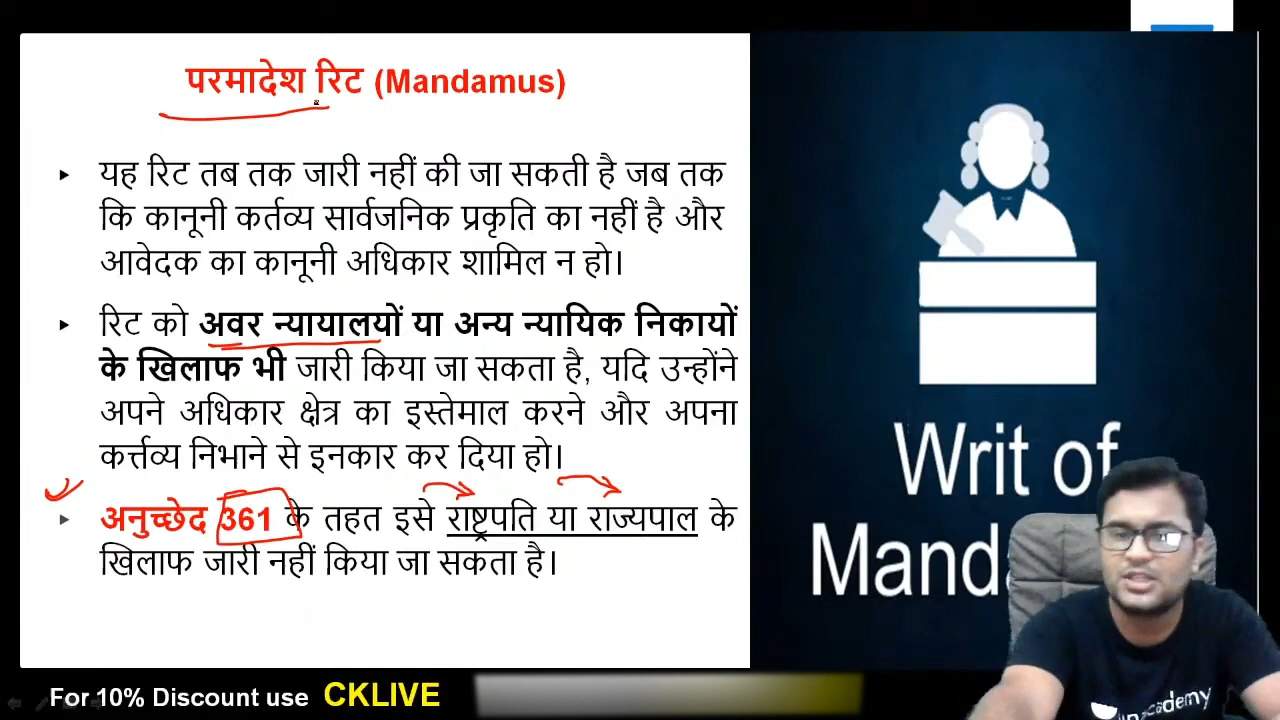 परमादेश रिट (Mandamus)
यह रिट तब तक जारी नहीं की जा सकती है जब तक
कि कानूनी कर्तव्य सार्वजनिक प्रकृति का नहीं है और
आवेदक का कानूनी अधिकार शामिल न हो।
रिट को अवर न्यायालयों या अन्य न्यायिक निकायों
के खिलाफ भी जारी किया जा सकता है, यदि उन्होंने
अपने अधिकार क्षेत्र का इस्तेमाल करने और अपना
कर्त्तव्य निभाने से इनकार कर दिया हो।
अनुच्छेद 361 के तहत इसे राष्ट्रपति या राज्यपाल के
खिलाफ जारी नहीं किया जा सकता है।
Writ of
Mand
For 10% Discount use CKLIVE